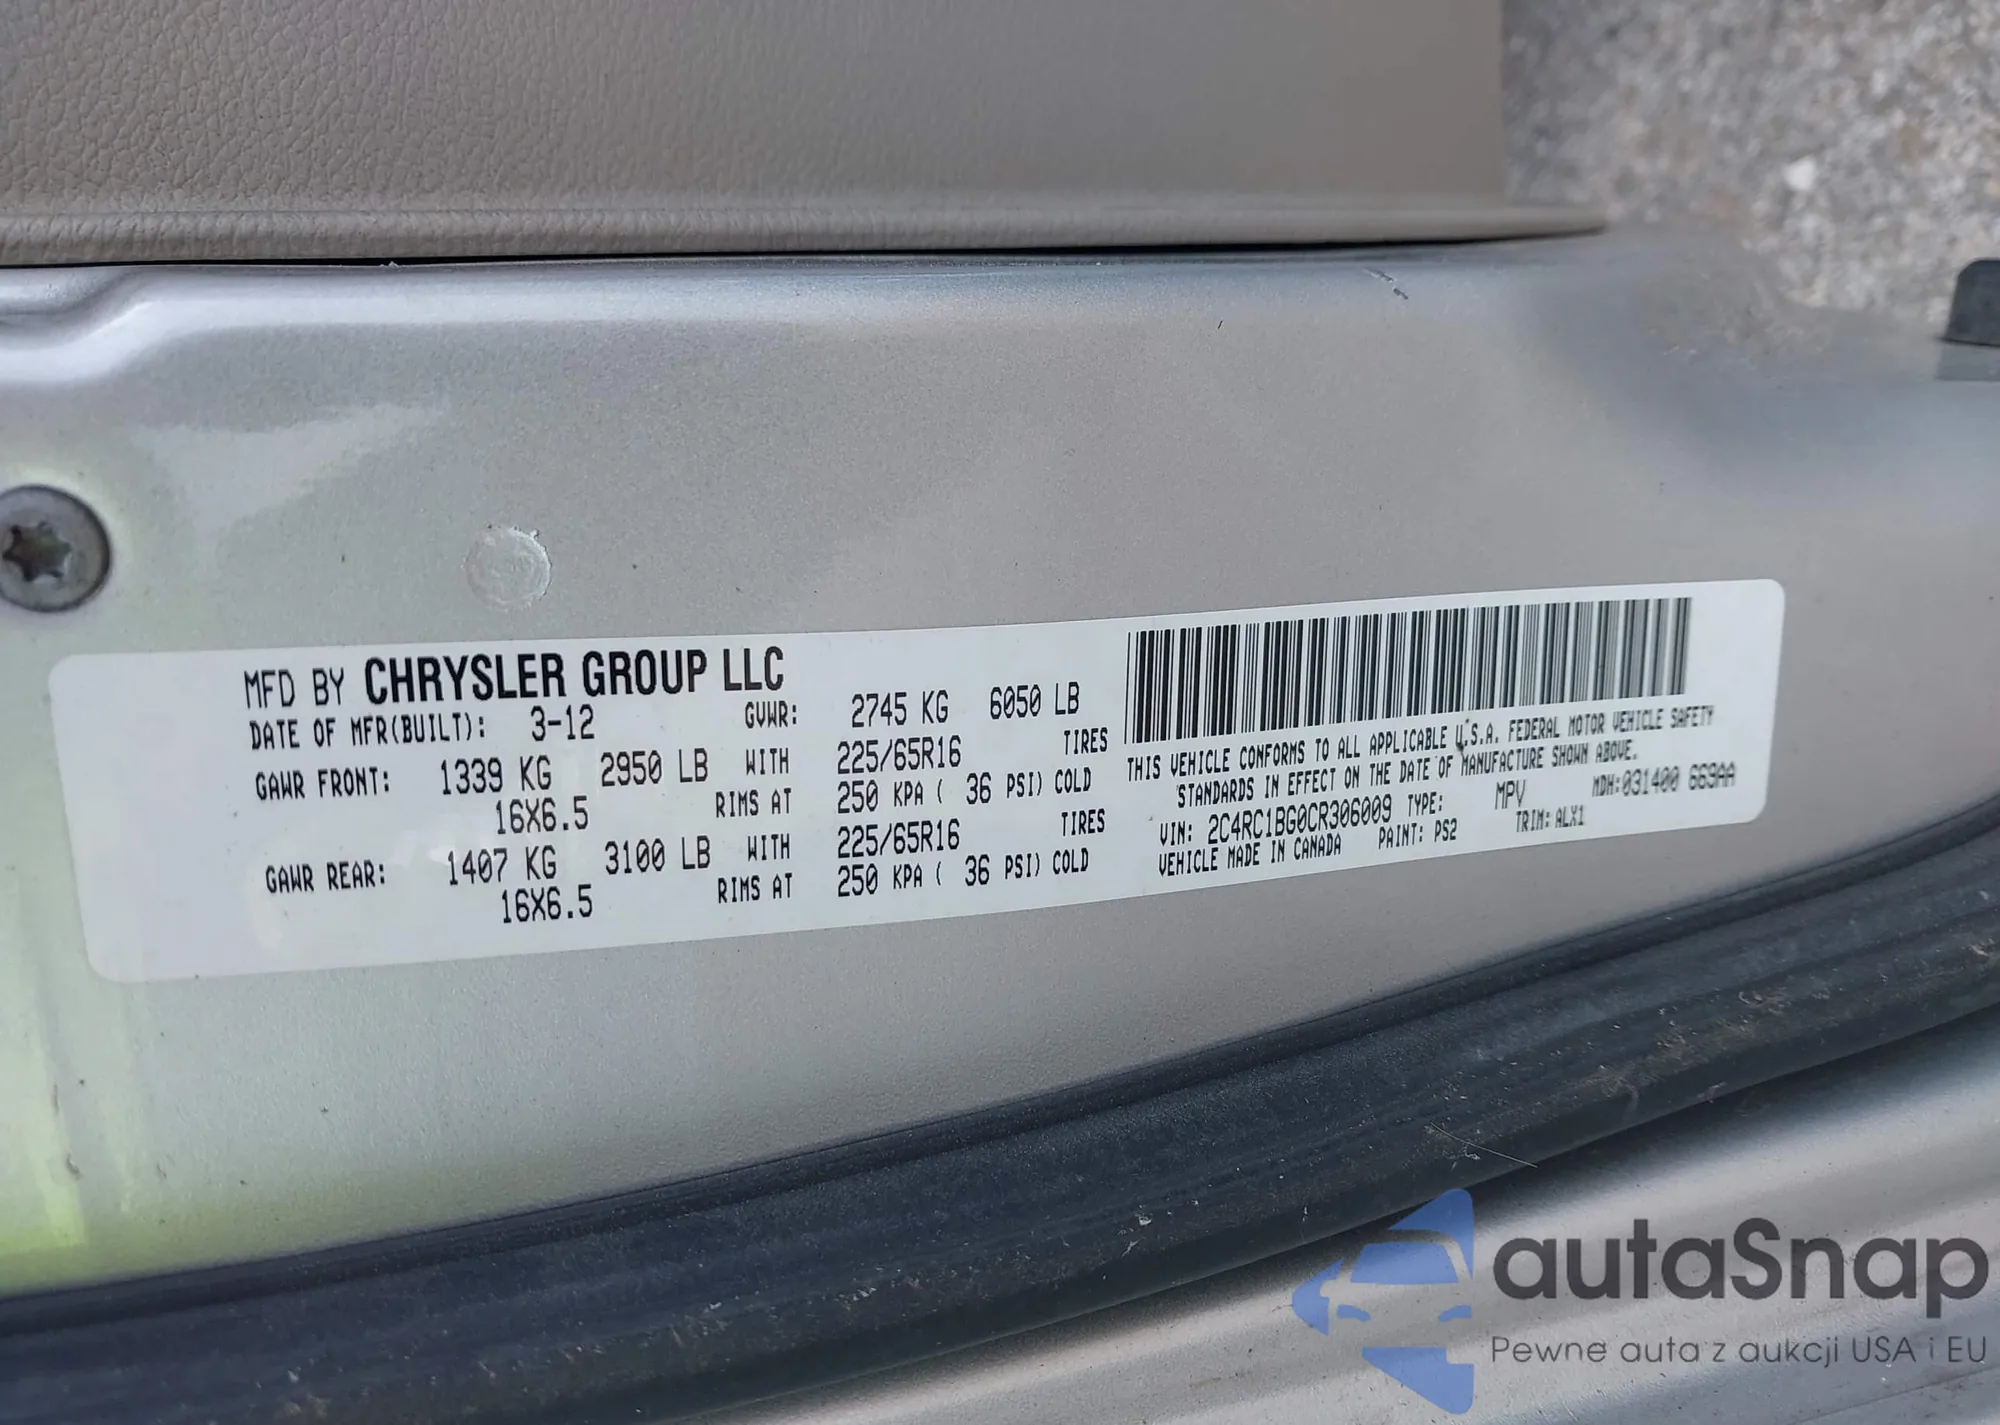 MFD BY CHRYSLER GROUP LLC
DATE OF MFR(BUILT): 3-12 GVWR: 2745 KG 6050 LB
GAWR FRONT: 1339 KG 2950 LB WITH 225/65R16 TIRES
16X6.5 RIMS AT 250 KPA ( 36 PSI) COLD
GAWR REAR: 1407 KG 3100 LB WITH 225/65R16 TIRES
16X6.5 RIMS AT 250 KPA ( 36 PSI) COLD
THIS VEHICLE CONFORMS TO ALL APPLICABLE U.S.A. FEDERAL MOTOR VEHICLE SAFETY
STANDARDS IN EFFECT ON THE DATE OF MANUFACTURE SHOWN ABOVE.
VIN: 2C4RC1BG0CR306009 TYPE: MPV MDH:031400 669AA
VEHICLE MADE IN CANADA PAINT: PS2 TRIM: ALX1
autaSnap
Pewne auta z aukcji USA i EU